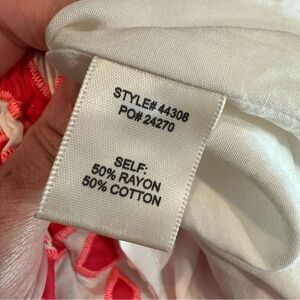 STYLE# 44308
PO# 24270
SELF:
50% RAYON
50% COTTON